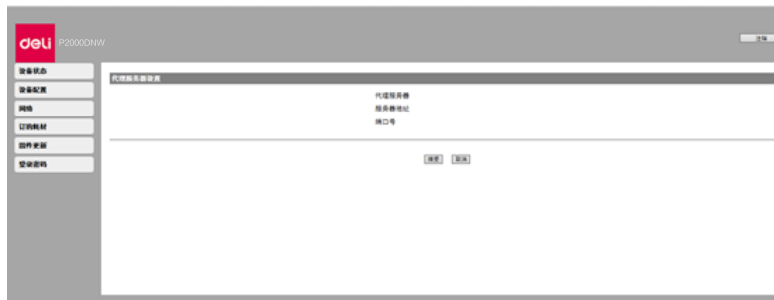 deli P2000DNW
注销
设备状态
设备配置
网络
订购耗材
固件更新
登录密码
代理服务器设置
代理服务器
服务器地址
端口号
接受 取消